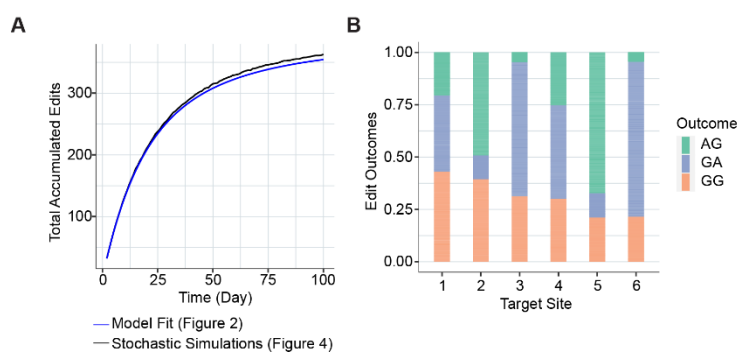 A
Total Accumulated Edits
300
200
100
0
25
50
75
100
Time (Day)
Model Fit (Figure 2)
Stochastic Simulations (Figure 4)
B
Edit Outcomes
1.00
0.75
0.50
0.25
0.00
1
2
3
4
5
6
Target Site
Outcome
AG
GA
GG